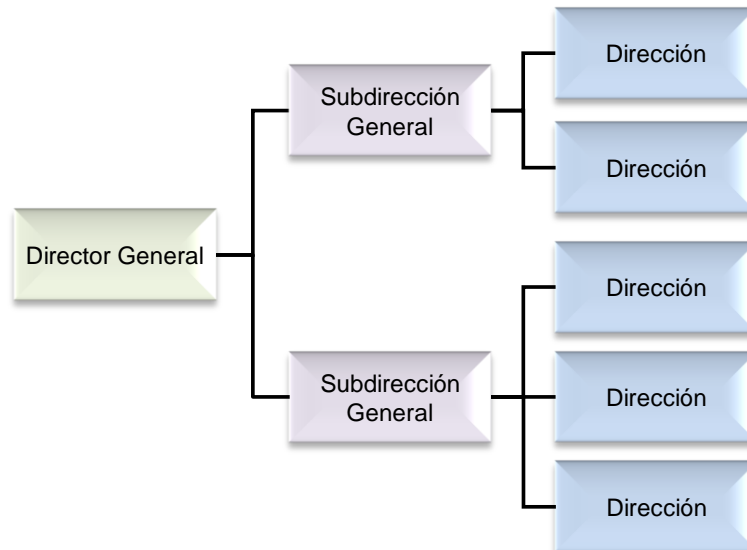 Director General
Subdirección
General
Dirección
Dirección
Subdirección
General
Dirección
Dirección
Dirección